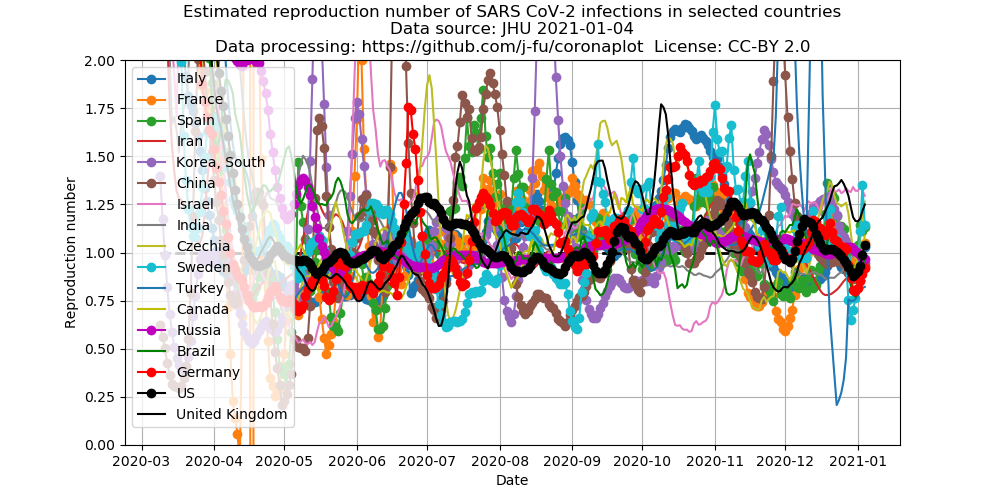 Estimated reproduction number of SARS CoV-2 infections in selected countries
Data source: JHU 2021-01-04
Data processing: https://github.com/j-fu/coronaplot  License: CC-BY 2.0
2.00
1.75
1.50
1.25
1.00
0.75
0.50
0.25
0.00
Reproduction number
Italy
France
Spain
Iran
Korea, South
China
Israel
India
Czechia
Sweden
Turkey
Canada
Russia
Brazil
Germany
US
United Kingdom
2020-03 2020-04 2020-05 2020-06 2020-07 2020-08 2020-09 2020-10 2020-11 2020-12 2021-01
Date